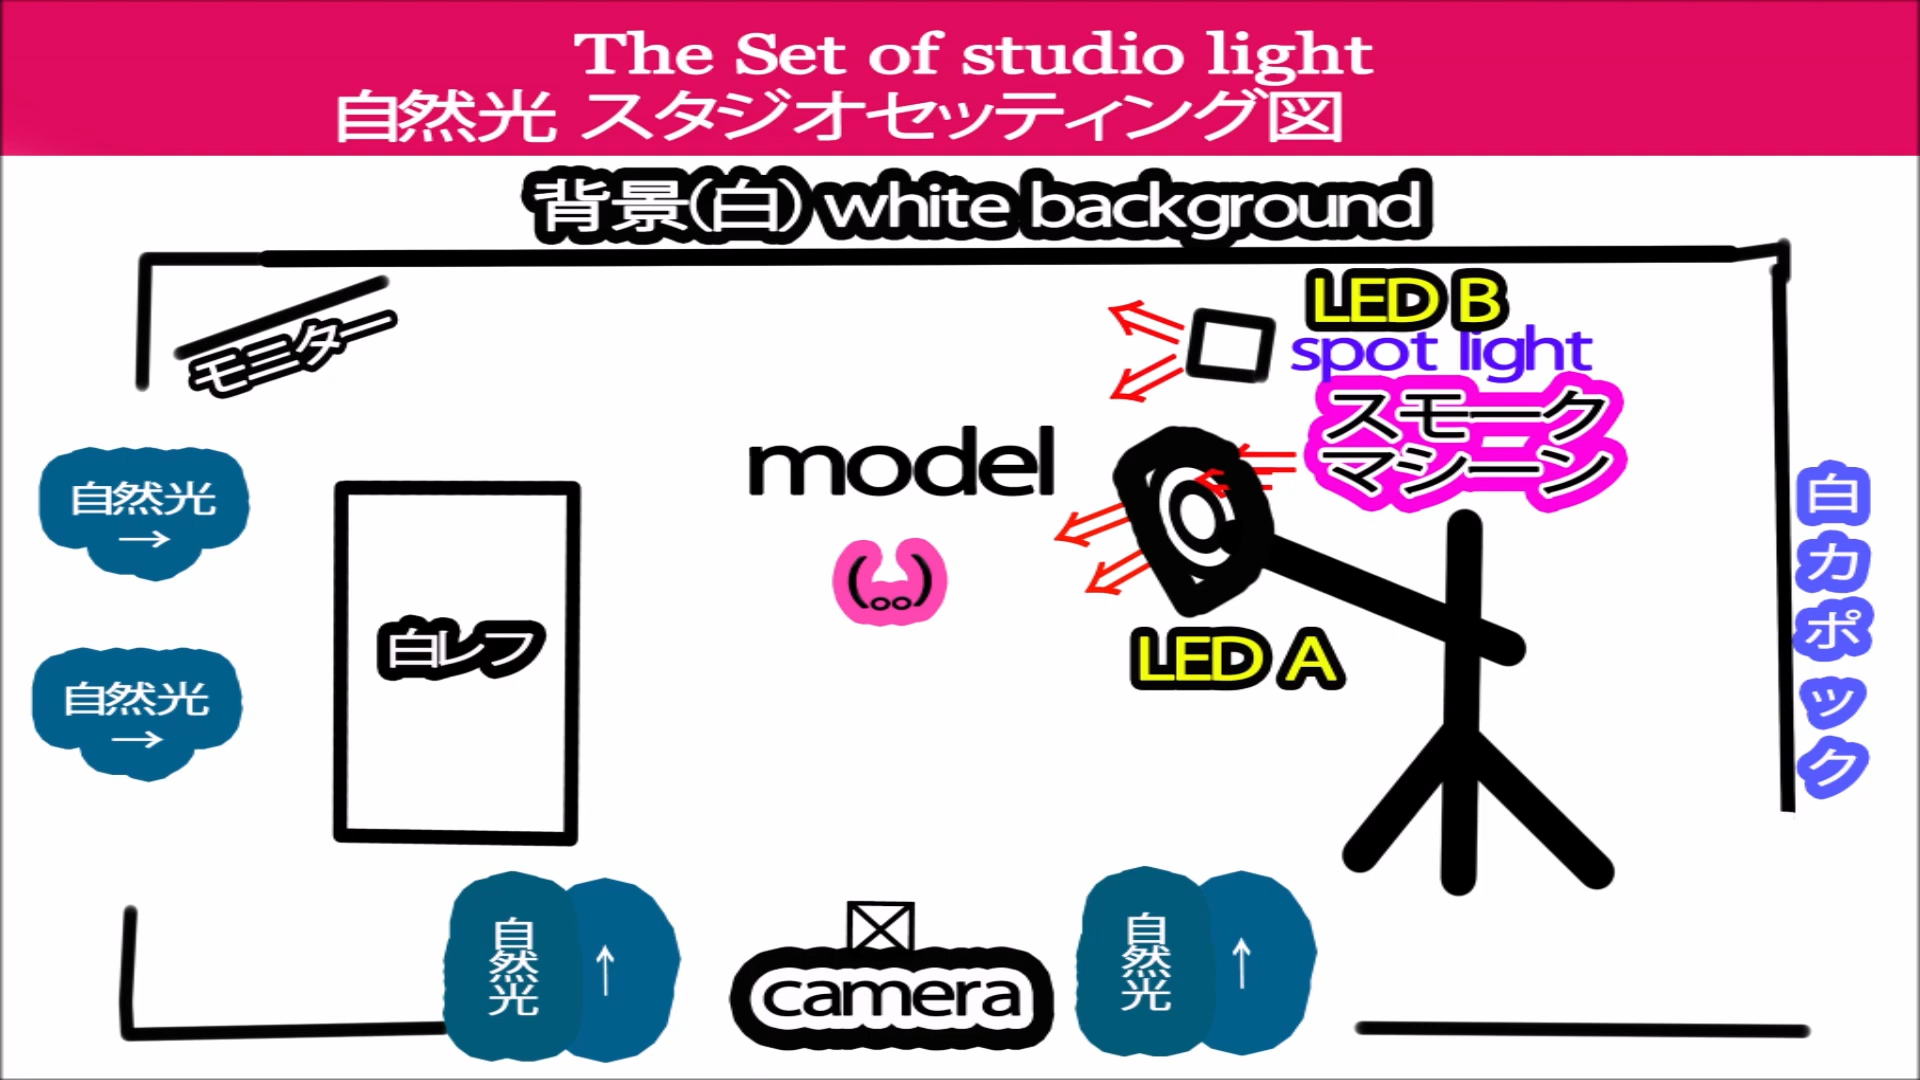 The Set of studio light
自然光 スタジオセッティング図
背景(白) white background
LED B
spot light
モニター
スモーク
マシーン
model
自然光
→
白カポック
(。。)
白レフ
LED A
自然光
→
自然光
↑
camera
自然光
↑